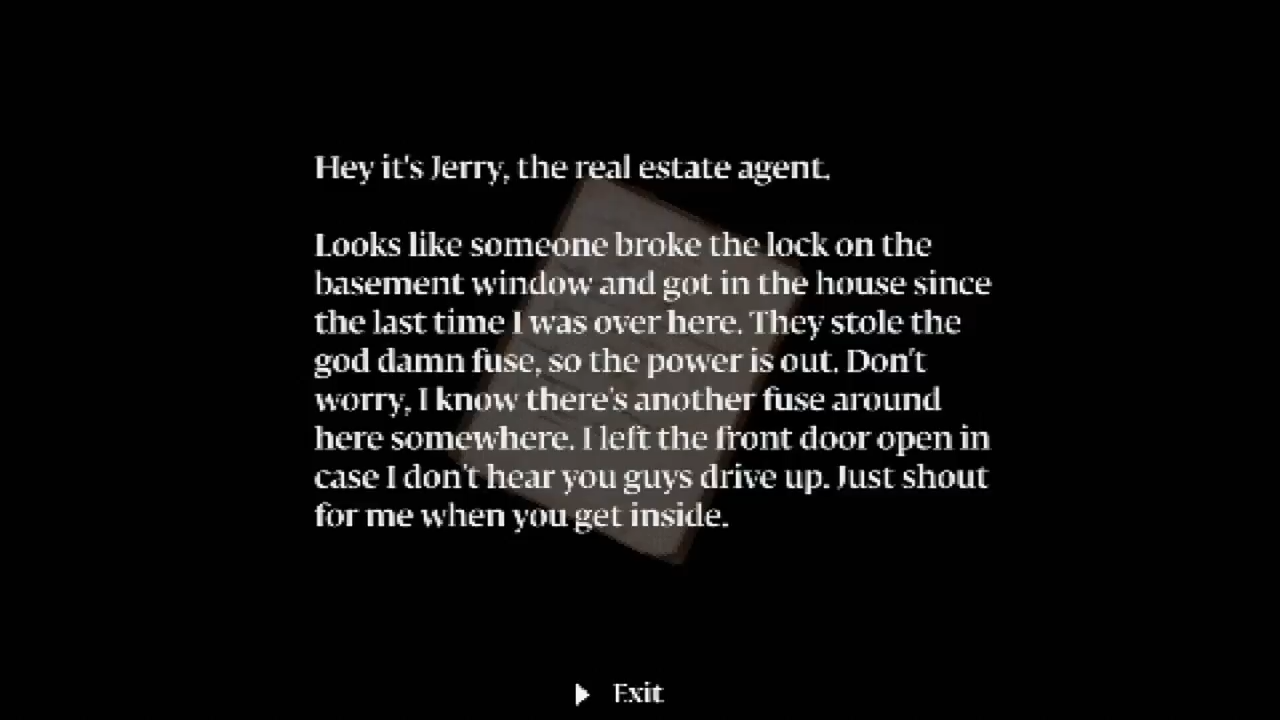 Hey it's Jerry, the real estate agent.
Looks like someone broke the lock on the
basement window and got in the house since
the last time I was over here. They stole the
god damn fuse, so the power is out. Don't
worry, I know there's another fuse around
here somewhere. I left the front door open in
case I don't hear you guys drive up. Just shout
for me when you get inside.
Exit